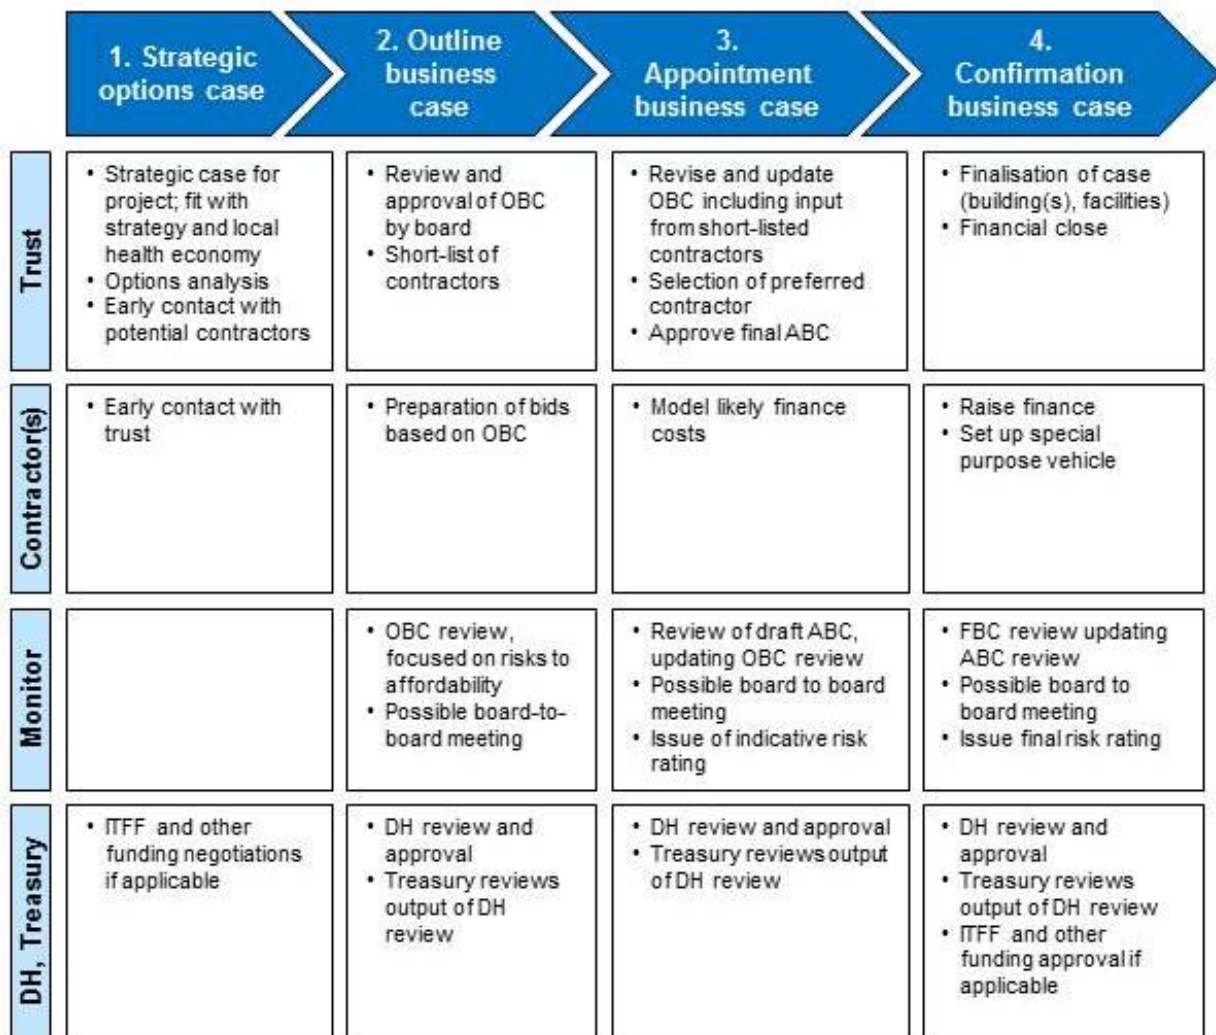 1. Strategic
options case
2. Outline
business
case
3.
Appointment
business case
4.
Confirmation
business case
Trust
• Strategic case for
project; fit with
strategy and local
health economy
• Options analysis
• Early contact with
potential contractors
• Review and
approval of OBC
by board
• Short-list of
contractors
• Revise and update
OBC including input
from short-listed
contractors
• Selection of preferred
contractor
• Approve final ABC
• Finalisation of case
(building(s), facilities)
• Financial close
Contractor(s)
• Early contact with
trust
• Preparation of bids
based on OBC
• Model likely finance
costs
• Raise finance
• Set up special
purpose vehicle
Monitor
• OBC review,
focused on risks to
affordability
• Possible board-to-
board meeting
• Review of draft ABC,
updating OBC review
• Possible board to board
meeting
• Issue of indicative risk
rating
• FBC review updating
ABC review
• Possible board to
board meeting
• Issue final risk rating
DH, Treasury
• ITFF and other
funding negotiations
if applicable
• DH review and
approval
• Treasury reviews
output of DH
review
• DH review and approval
• Treasury reviews output
of DH review
• DH review and
approval
• Treasury reviews
output of DH review
• ITFF and other
funding approval if
applicable